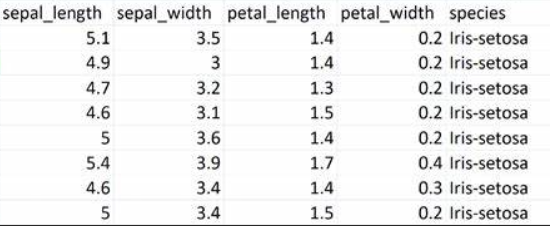 sepal_length sepal_width petal_length petal_width species
5.1 3.5 1.4 0.2 Iris-setosa
4.9 3 1.4 0.2 Iris-setosa
4.7 3.2 1.3 0.2 Iris-setosa
4.6 3.1 1.5 0.2 Iris-setosa
5 3.6 1.4 0.2 Iris-setosa
5.4 3.9 1.7 0.4 Iris-setosa
4.6 3.4 1.4 0.3 Iris-setosa
5 3.4 1.5 0.2 Iris-setosa